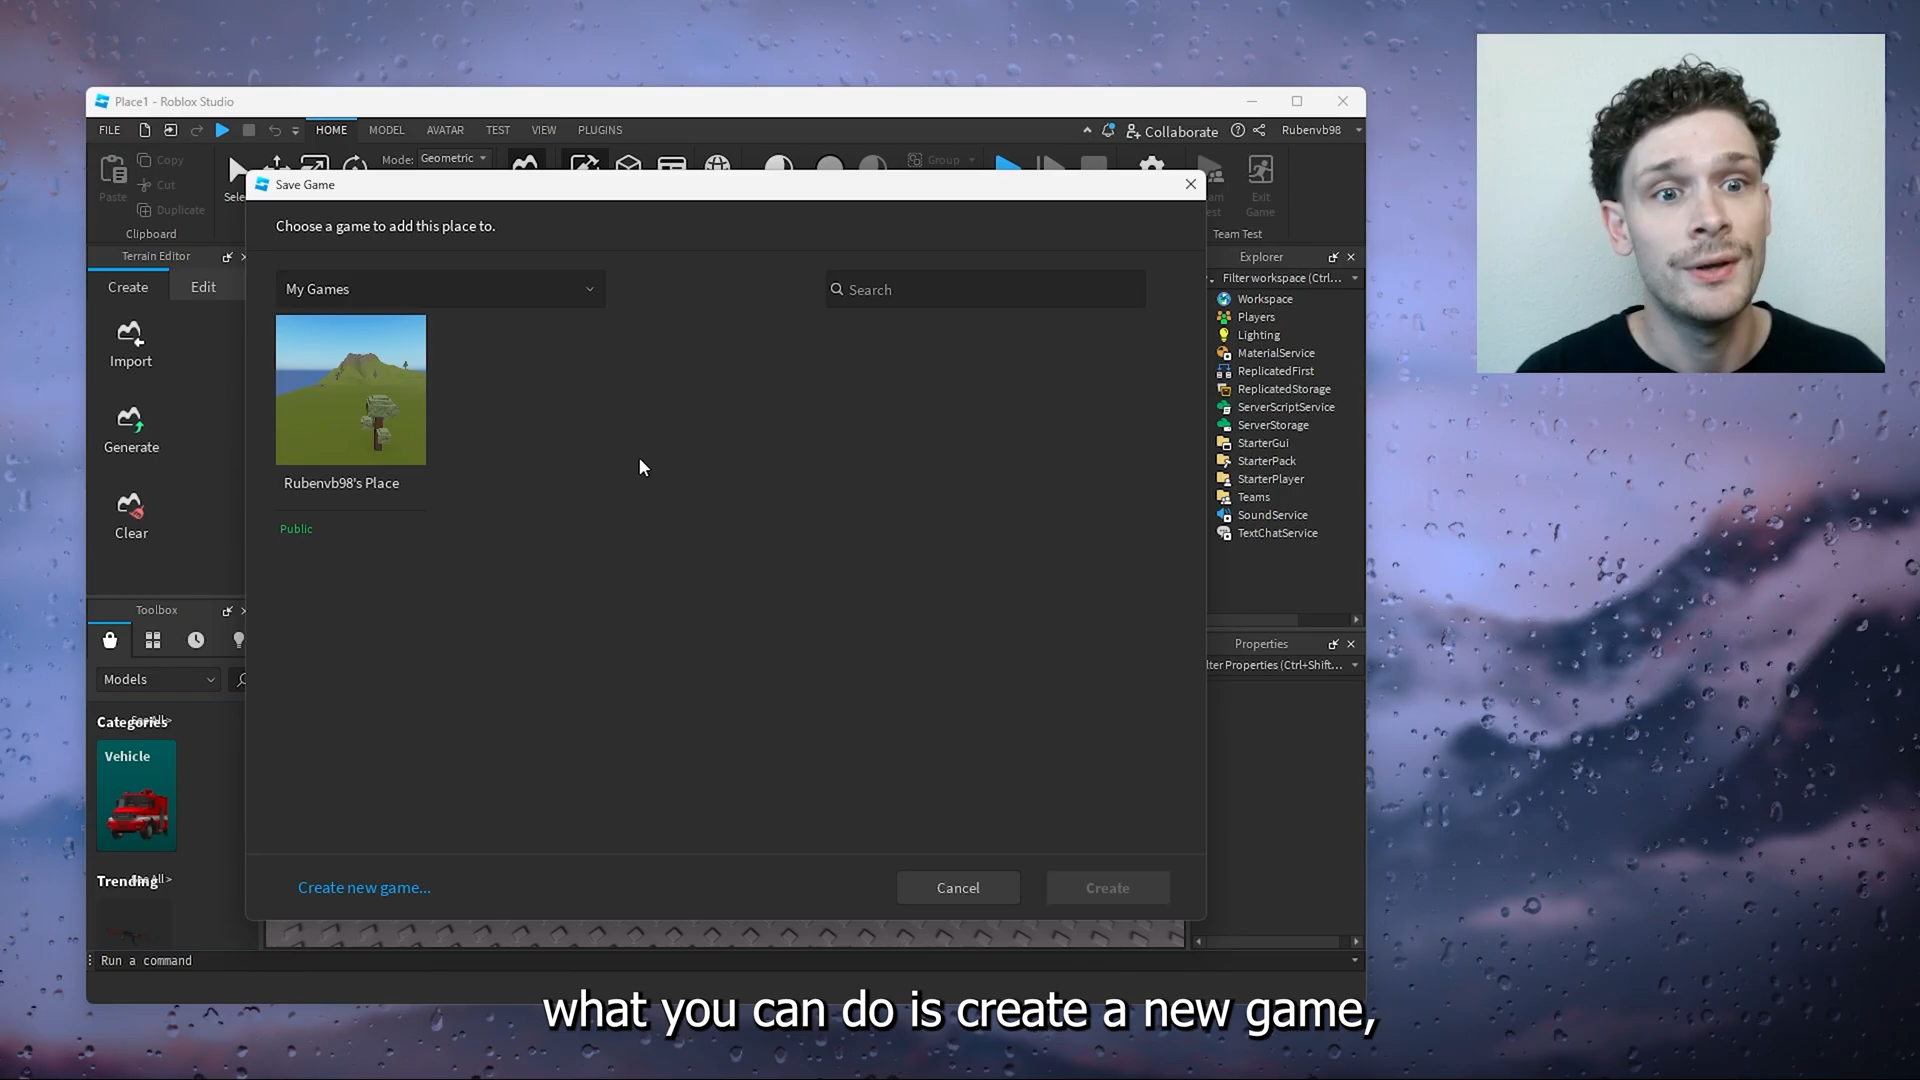 Place1 - Roblox Studio
FILE HOME MODEL AVATAR TEST VIEW PLUGINS Collaborate Rubenvb98
Copy Mode: Geometric Group
Cut
Paste
Duplicate
Exit
Game
Clipboard
Team Test
Save Game
Choose a game to add this place to.
My Games
Search
Rubenvb98's Place
Public
Create new game...
Cancel
Create
Terrain Editor
Create Edit
Import
Generate
Clear
Toolbox
Models
Categories
Vehicle
Trending
Run a command
Explorer
Filter workspace (Ctrl...
Workspace
Players
Lighting
MaterialService
ReplicatedFirst
ReplicatedStorage
ServerScriptService
ServerStorage
StarterGui
StarterPack
StarterPlayer
Teams
SoundService
TextChatService
Properties
Properties (Ctrl+Shift...
what you can do is create a new game,